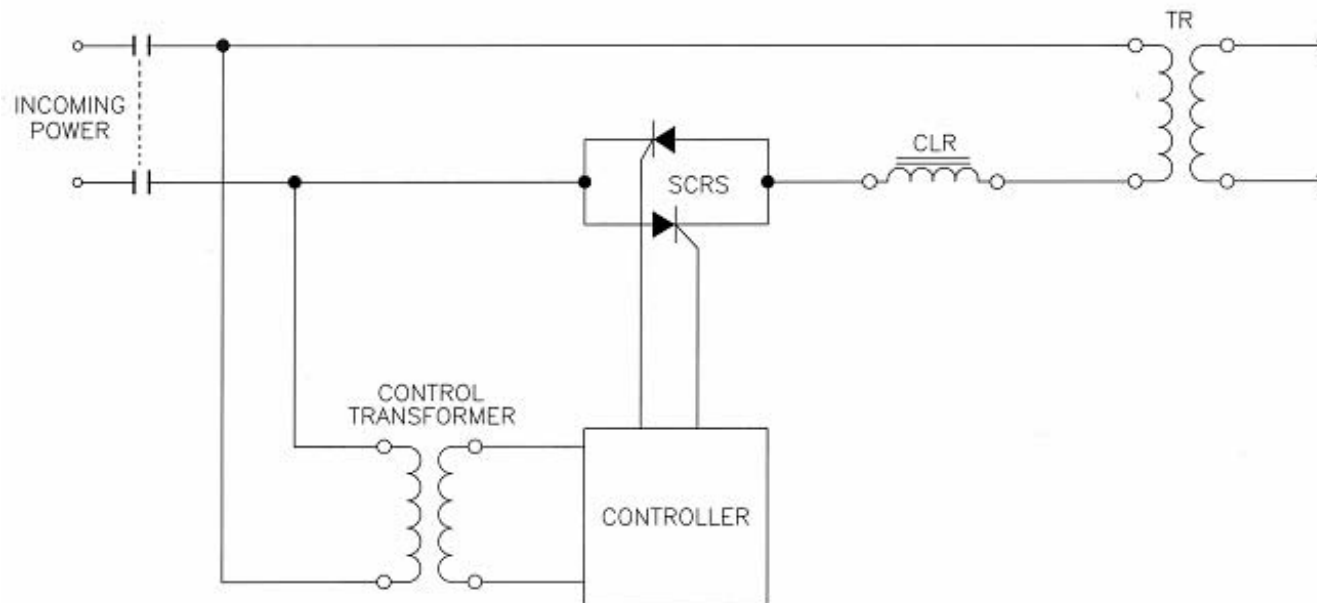 TR
INCOMING
POWER
CLR
SCRS
CONTROL
TRANSFORMER
CONTROLLER